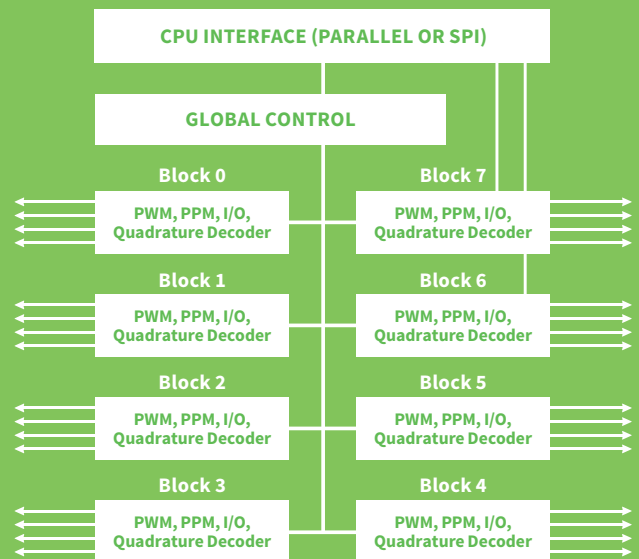 CPU INTERFACE (PARALLEL OR SPI)
GLOBAL CONTROL
Block 0
PWM, PPM, I/O,
Quadrature Decoder
Block 7
PWM, PPM, I/O,
Quadrature Decoder
Block 1
PWM, PPM, I/O,
Quadrature Decoder
Block 6
PWM, PPM, I/O,
Quadrature Decoder
Block 2
PWM, PPM, I/O,
Quadrature Decoder
Block 5
PWM, PPM, I/O,
Quadrature Decoder
Block 3
PWM, PPM, I/O,
Quadrature Decoder
Block 4
PWM, PPM, I/O,
Quadrature Decoder